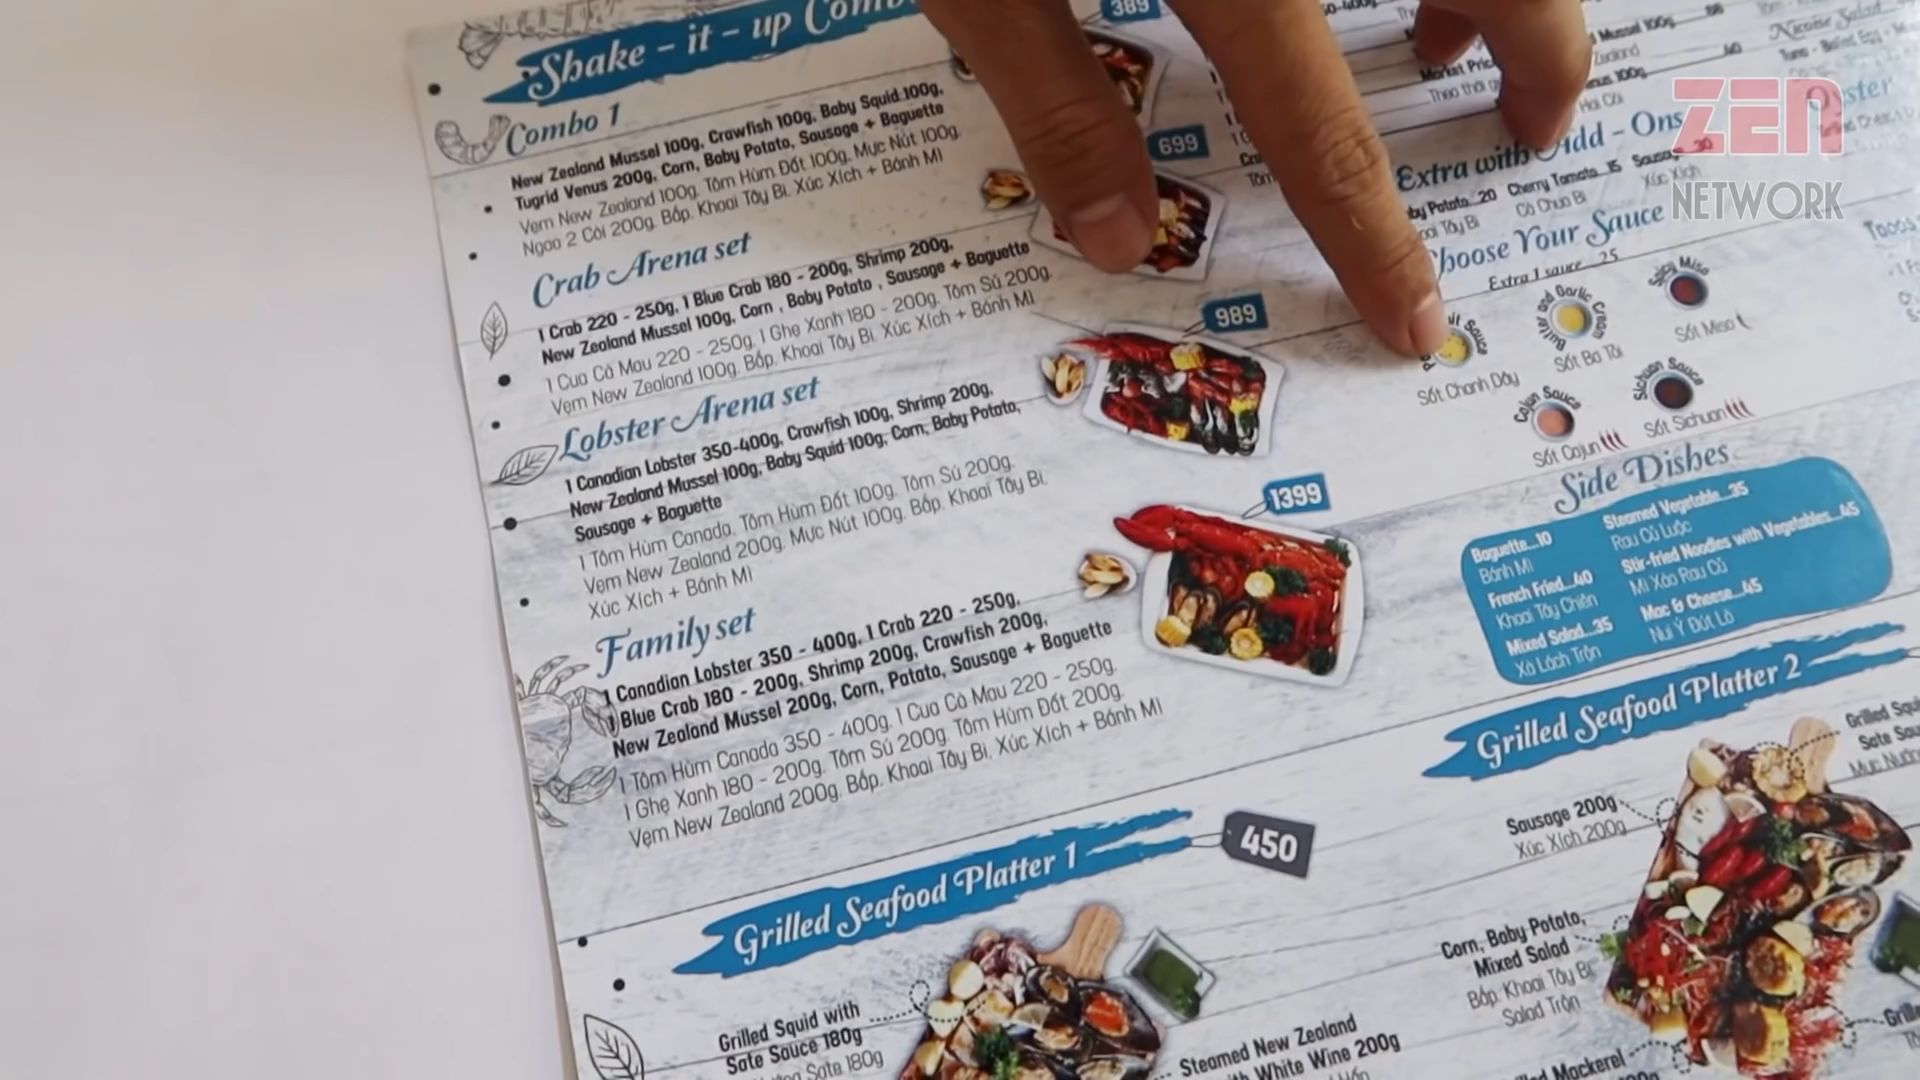 Shake - it - up
389
Combo 1
New Zealand Mussel 100g, Crawfish 100g, Baby Squid 100g,
Tugrid Venus 200g, Corn, Baby Potato, Sausage + Baguette
Vẹm New Zealand 100g. Tôm Hùm Đất 100g. Mực Nút 100g.
Ngao 2 Cồi 200g. Bắp. Khoai Tây Bi. Xúc Xích + Bánh Mì
699
Crab Arena set
1 Crab 220 - 250g, 1 Blue Crab 180 - 200g, Shrimp 200g,
New Zealand Mussel 100g, Corn , Baby Potato , Sausage + Baguette
1 Cua Cà Mau 220 - 250g. 1 Ghẹ Xanh 180 - 200g. Tôm Sú 200g.
Vẹm New Zealand 100g. Bắp. Khoai Tây Bi. Xúc Xích + Bánh Mì
989
Lobster Arena set
1 Canadian Lobster 350-400g, Crawfish 100g, Shrimp 200g,
New Zealand Mussel 100g, Baby Squid 100g, Corn, Baby Potato,
Sausage + Baguette
1 Tôm Hùm Canada. Tôm Hùm Đất 100g. Tôm Sú 200g.
Vẹm New Zealand 200g. Mực Nút 100g. Bắp. Khoai Tây Bi.
Xúc Xích + Bánh Mì
1399
Family set
1 Canadian Lobster 350 - 400g, 1 Crab 220 - 250g,
1 Blue Crab 180 - 200g, Shrimp 200g, Crawfish 200g,
New Zealand Mussel 200g, Corn, Potato, Sausage + Baguette
1 Tôm Hùm Canada 350 - 400g. 1 Cua Cà Mau 220 - 250g.
1 Ghẹ Xanh 180 - 200g. Tôm Sú 200g. Tôm Hùm Đất 200g.
Vẹm New Zealand 200g. Bắp. Khoai Tây Bi. Xúc Xích + Bánh Mì
Grilled Seafood Platter 1
450
Grilled Squid with
Sate Sauce 180g
Sate 180g
Steamed New Zealand
White Wine 200g
Mussel 100g
Zealand
40
Market
Theo thời
Nicoise Salad
Extra with Add - Ons
Potato...20 Cherry Tomato...15 30
Tây Bi Cà Chua Bi Xúc Xích
Choose Your Sauce
Extra 1 sauce...25
Sauce
Sốt Chanh Dây
Butter and Garlic Cream
Sốt Bơ Tỏi
Spicy Miso
Sốt Miso
Cajun Sauce
Sốt Cajun
Sichuan Sauce
Sốt Sichuan
Side Dishes
Baguette...10
Bánh Mì
French Fried...40
Khoai Tây Chiên
Mixed Salad...35
Xà Lách Trộn
Steamed Vegetable...35
Rau Củ Luộc
Stir-fried Noodles with Vegetables...45
Mì Xào Rau Củ
Mac & Cheese...45
Nui Ý Đút Lò
Grilled Seafood Platter 2
Sausage 200g
Xúc Xích 200g
Corn, Baby Potato,
Mixed Salad
Bắp. Khoai Tây Bi.
Salad Trộn
Mackerel
Grilled
Sate
ZEN
NETWORK